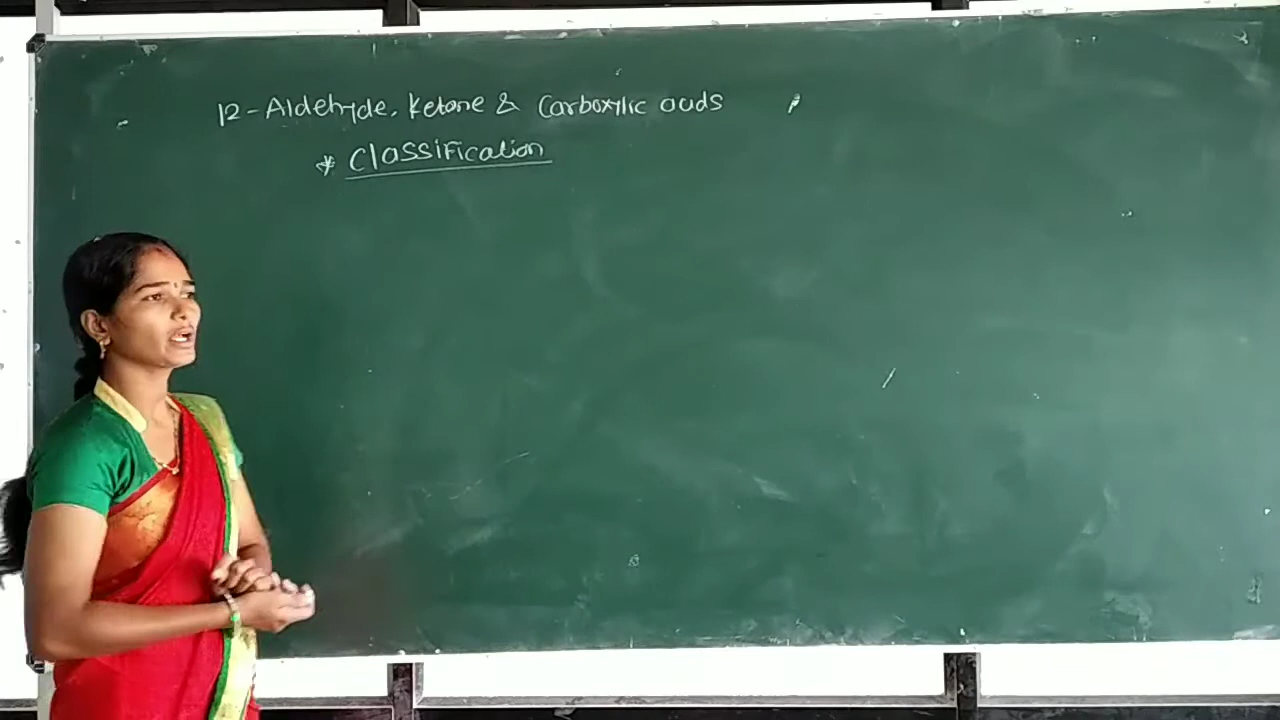 12-Aldehyde, Ketone & Carboxylic acids
* Classification